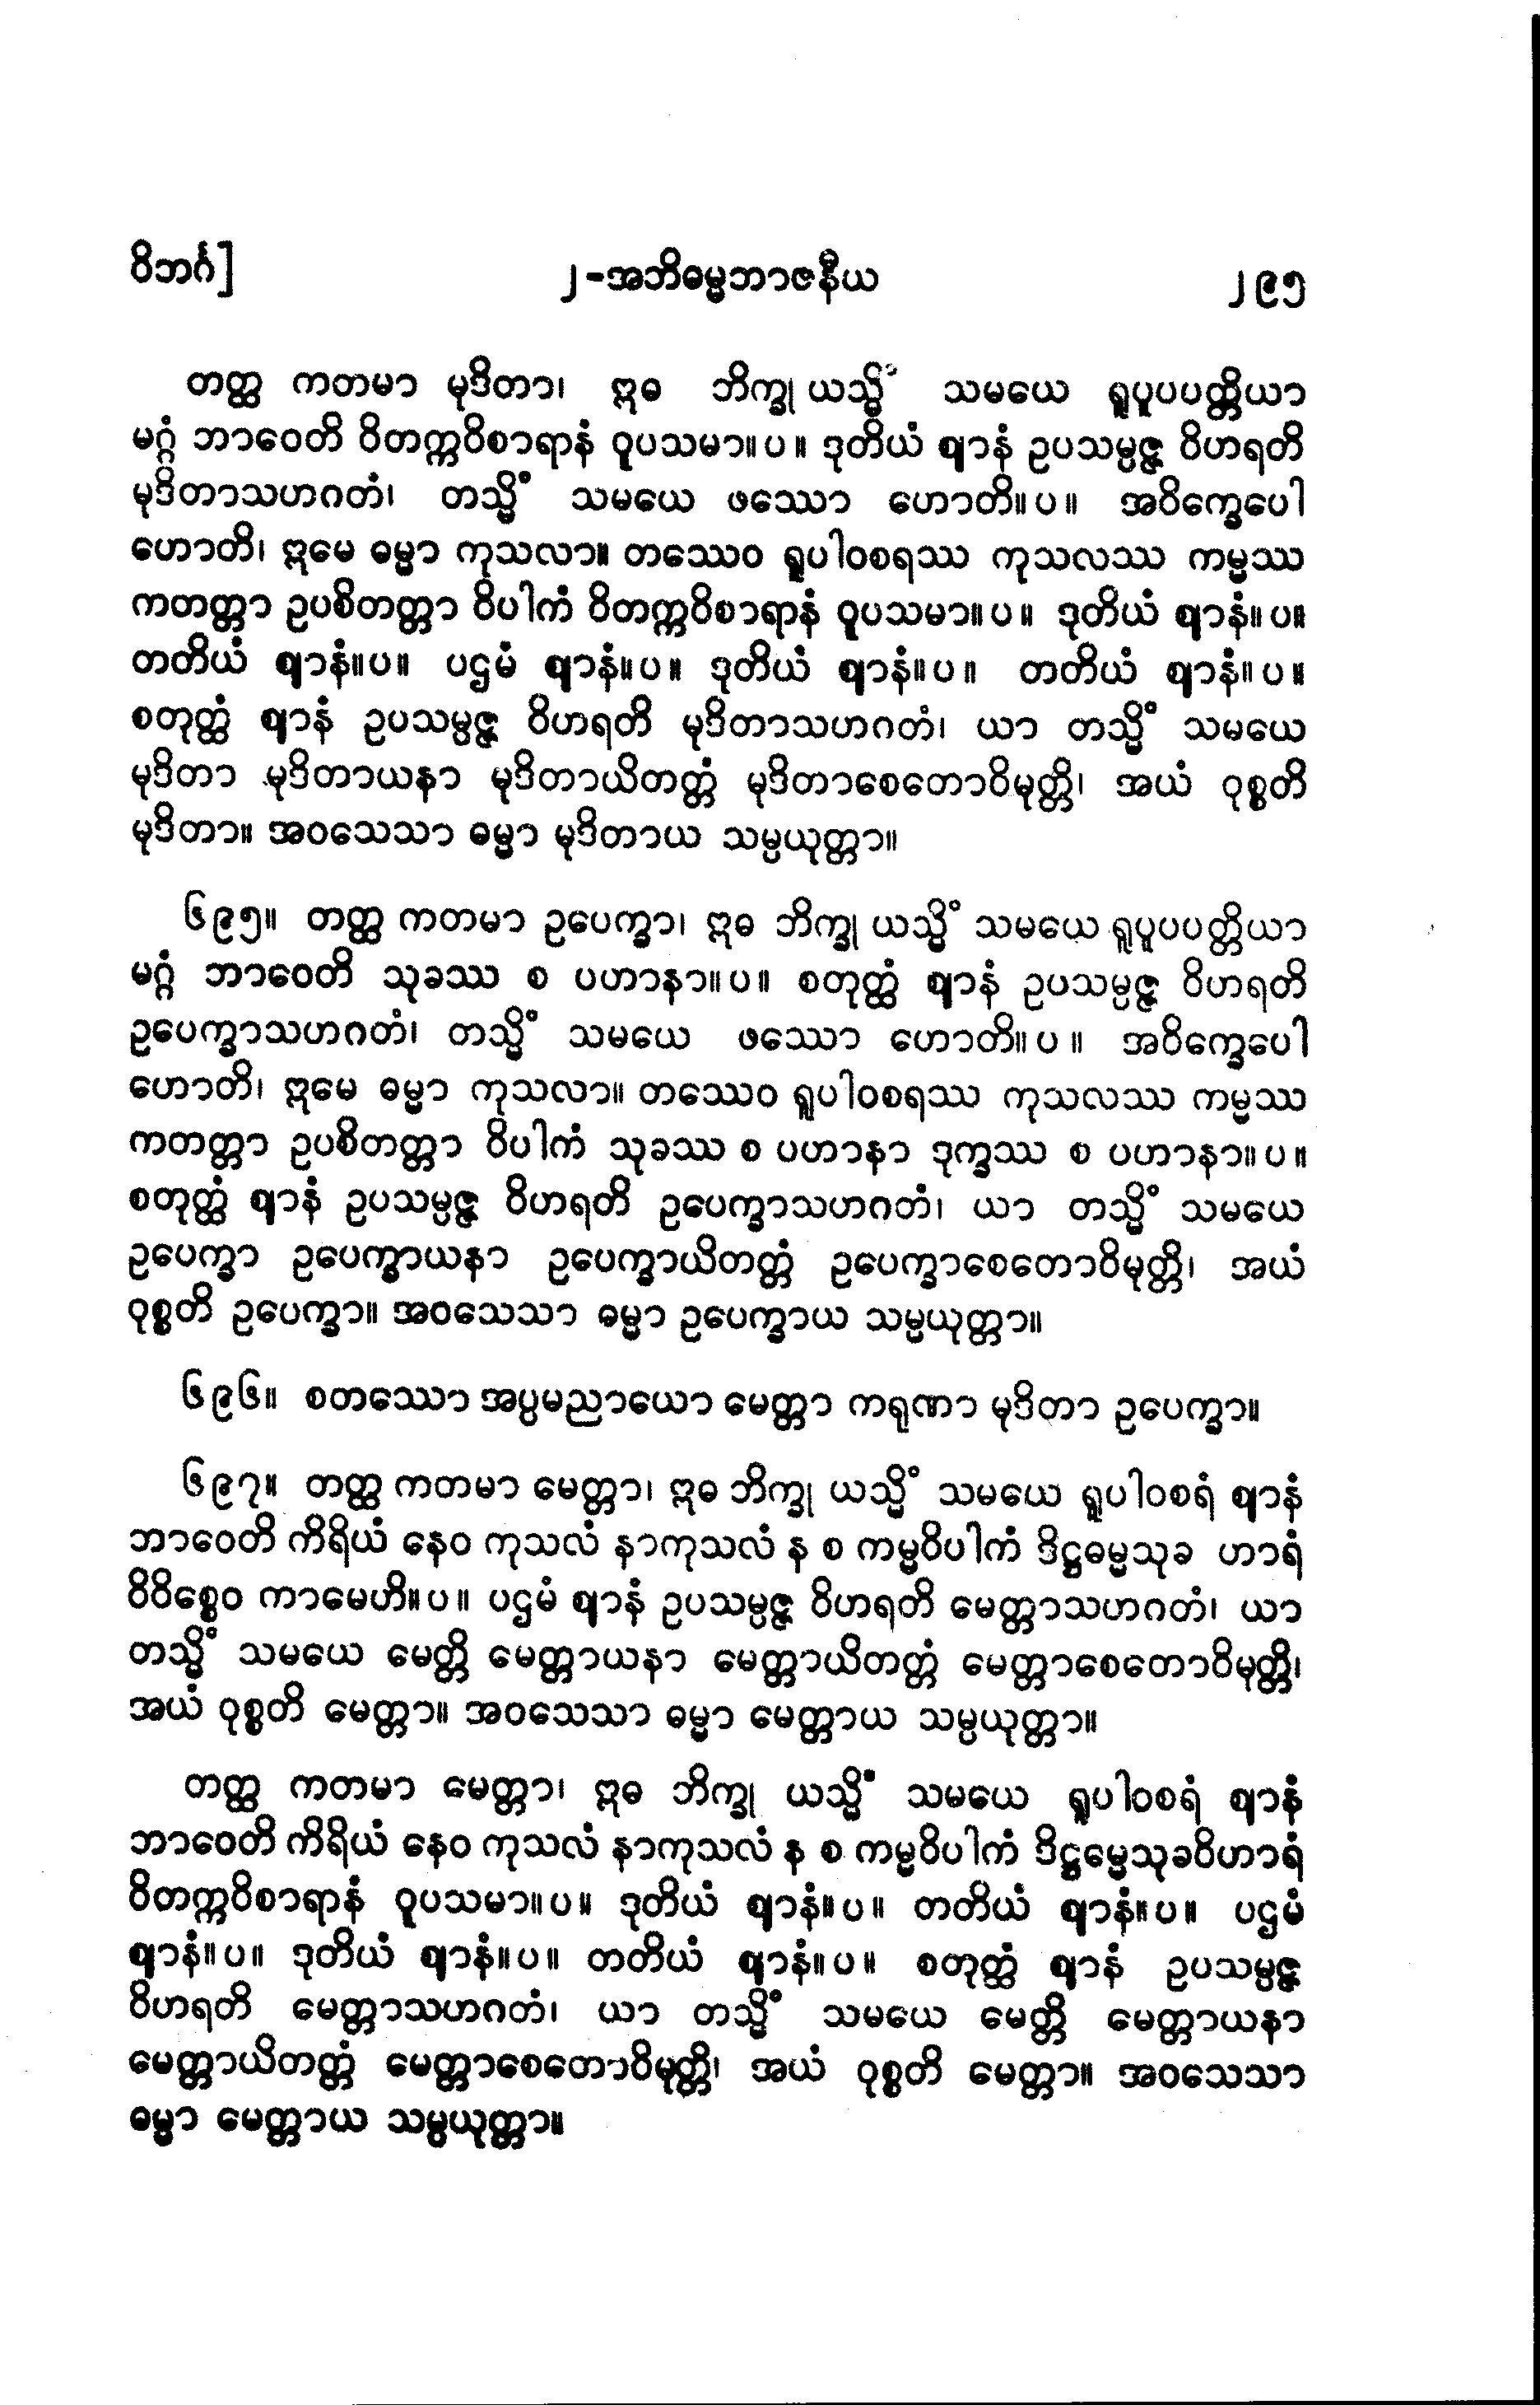 ဝိဘင်္ဂ] ၂-အဘိဓမ္မဘာဇနီယ ၂၉၅
တတ္ထ ကတမာ မုဒိတာ၊ ဣဓ ဘိက္ခု ယသ္မိံ သမယေ ရူပူပပတ္တိယာ
မဂ္ဂံ ဘာဝေတိ ဝိတက္ကဝိစာရာနံ ဝူပသမာ။ပ။ ဒုတိယံ ဈာနံ ဥပသမ္ပဇ္ဇ ဝိဟရတိ
မုဒိတာသဟဂတံ၊ တသ္မိံ သမယေ ဖဿော ဟောတိ။ပ။ အဝိက္ခေပေါ
ဟောတိ၊ ဣမေ ဓမ္မာ ကုသလာ။ တဿေဝ ရူပါဝစရဿ ကုသလဿ ကမ္မဿ
ကတတ္တာ ဥပစိတတ္တာ ဝိပါကံ ဝိတက္ကဝိစာရာနံ ဝူပသမာ။ပ။ ဒုတိယံ ဈာနံ။ပ။
တတိယံ ဈာနံ။ပ။ ပဌမံ ဈာနံ။ပ။ ဒုတိယံ ဈာနံ။ပ။ တတိယံ ဈာနံ။ပ။
စတုတ္ထံ ဈာနံ ဥပသမ္ပဇ္ဇ ဝိဟရတိ မုဒိတာသဟဂတံ၊ ယာ တသ္မိံ သမယေ
မုဒိတာ မုဒိတာယနာ မုဒိတာယိတတ္တံ မုဒိတာစေတောဝိမုတ္တိ၊ အယံ ဝုစ္စတိ
မုဒိတာ။ အဝသေသာ ဓမ္မာ မုဒိတာယ သမ္ပယုတ္တာ။
၆၉၅။ တတ္ထ ကတမာ ဥပေက္ခာ၊ ဣဓ ဘိက္ခု ယသ္မိံ သမယေ ရူပူပပတ္တိယာ
မဂ္ဂံ ဘာဝေတိ သုခဿ စ ပဟာနာ။ပ။ စတုတ္ထံ ဈာနံ ဥပသမ္ပဇ္ဇ ဝိဟရတိ
ဥပေက္ခာသဟဂတံ၊ တသ္မိံ သမယေ ဖဿော ဟောတိ။ပ။ အဝိက္ခေပေါ
ဟောတိ၊ ဣမေ ဓမ္မာ ကုသလာ။ တဿေဝ ရူပါဝစရဿ ကုသလဿ ကမ္မဿ
ကတတ္တာ ဥပစိတတ္တာ ဝိပါကံ သုခဿ စ ပဟာနာ ဒုက္ခဿ စ ပဟာနာ။ပ။
စတုတ္ထံ ဈာနံ ဥပသမ္ပဇ္ဇ ဝိဟရတိ ဥပေက္ခာသဟဂတံ၊ ယာ တသ္မိံ သမယေ
ဥပေက္ခာ ဥပေက္ခာယနာ ဥပေက္ခာယိတတ္တံ ဥပေက္ခာစေတောဝိမုတ္တိ၊ အယံ
ဝုစ္စတိ ဥပေက္ခာ။ အဝသေသာ ဓမ္မာ ဥပေက္ခာယ သမ္ပယုတ္တာ။
၆၉၆။ စတဿော အပ္ပမညာယော မေတ္တာ ကရုဏာ မုဒိတာ ဥပေက္ခာ။
၆၉၇။ တတ္ထ ကတမာ မေတ္တာ၊ ဣဓ ဘိက္ခု ယသ္မိံ သမယေ ရူပါဝစရံ ဈာနံ
ဘာဝေတိ ကိရိယံ နေဝ ကုသလံ နာကုသလံ န စ ကမ္မဝိပါကံ ဒိဋ္ဌဓမ္မသုခ ဟာရံ
ဝိဝိစ္စေဝ ကာမေဟိ။ပ။ ပဌမံ ဈာနံ ဥပသမ္ပဇ္ဇ ဝိဟရတိ မေတ္တာသဟဂတံ၊ ယာ
တသ္မိံ သမယေ မေတ္တိ မေတ္တာယနာ မေတ္တာယိတတ္တံ မေတ္တာစေတောဝိမုတ္တိ၊
အယံ ဝုစ္စတိ မေတ္တာ။ အဝသေသာ ဓမ္မာ မေတ္တာယ သမ္ပယုတ္တာ။
တတ္ထ ကတမာ မေတ္တာ၊ ဣဓ ဘိက္ခု ယသ္မိံ သမယေ ရူပါဝစရံ ဈာနံ
ဘာဝေတိ ကိရိယံ နေဝ ကုသလံ နာကုသလံ န စ ကမ္မဝိပါကံ ဒိဋ္ဌမ္မေသုခဝိဟာရံ
ဝိတက္ကဝိစာရာနံ ဝူပသမာ။ပ။ ဒုတိယံ ဈာနံ။ပ။ တတိယံ ဈာနံ။ပ။ ပဌမံ
ဈာနံ။ပ။ ဒုတိယံ ဈာနံ။ပ။ တတိယံ ဈာနံ။ပ။ စတုတ္ထံ ဈာနံ ဥပသမ္ပဇ္ဇ
ဝိဟရတိ မေတ္တာသဟဂတံ၊ ယာ တသ္မိံ သမယေ မေတ္တိ မေတ္တာယနာ
မေတ္တာယိတတ္တံ မေတ္တာစေတောဝိမုတ္တိ၊ အယံ ဝုစ္စတိ မေတ္တာ။ အဝသေသာ
ဓမ္မာ မေတ္တာယ သမ္ပယုတ္တာ။